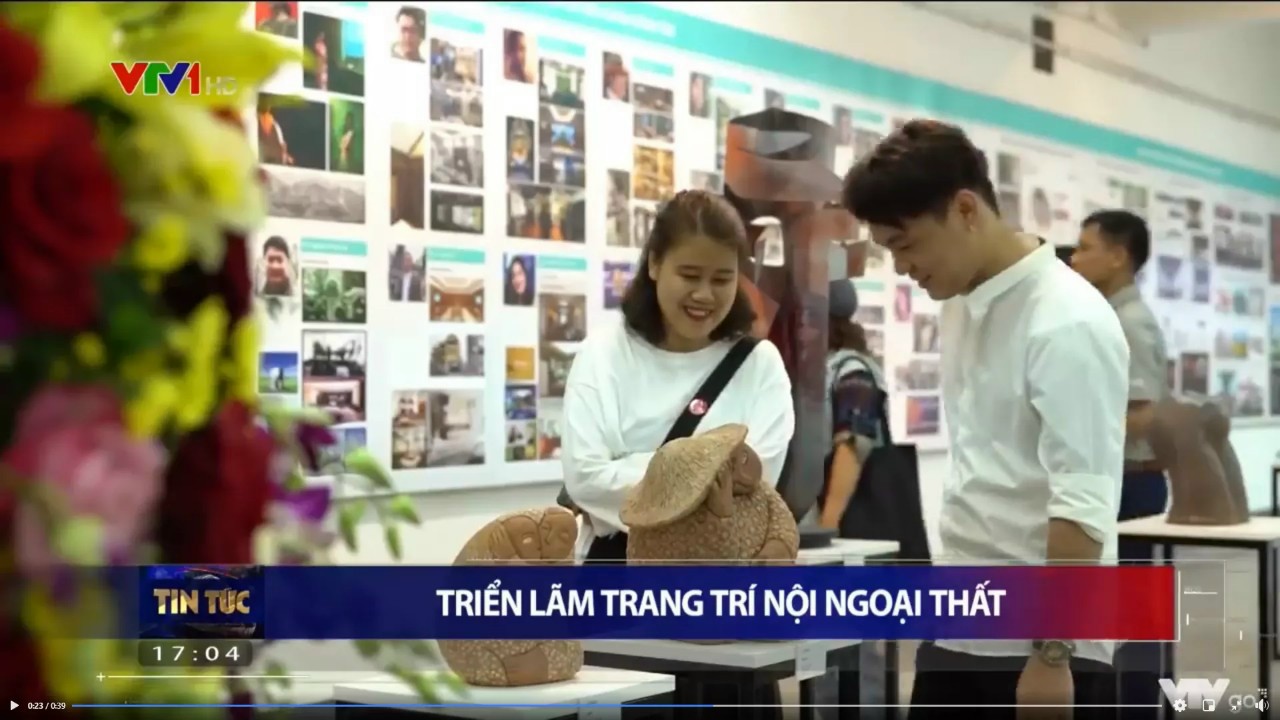 VTV1 HD
TIN TỨC
TRIỂN LÃM TRANG TRÍ NỘI NGOẠI THẤT
17:04
0:23 / 0:39
VTV go